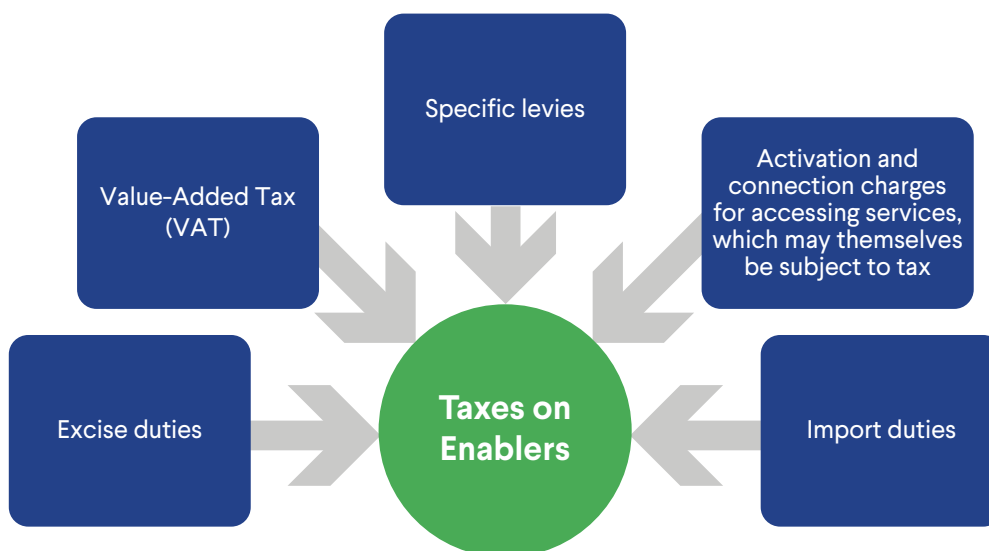 Specific levies
Value-Added Tax
(VAT)
Activation and
connection charges
for accessing services,
which may themselves
be subject to tax
Excise duties
Taxes on
Enablers
Import duties